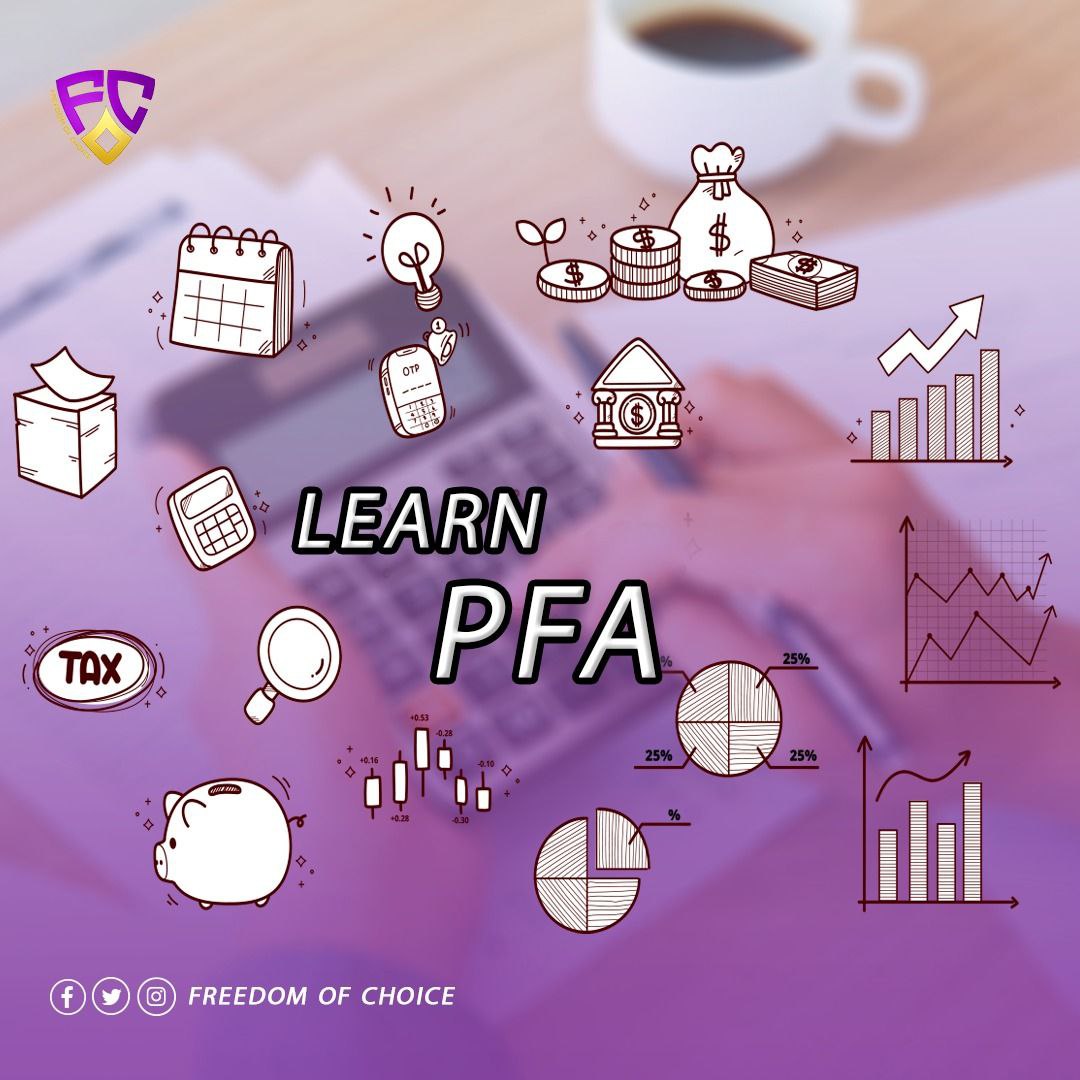 FC
OTP
LEARN
PFA
TAX
%
25%
25%
25%
+0.53
-0.28
+0.16
-0.10
+0.28
-0.30
%
FREEDOM OF CHOICE